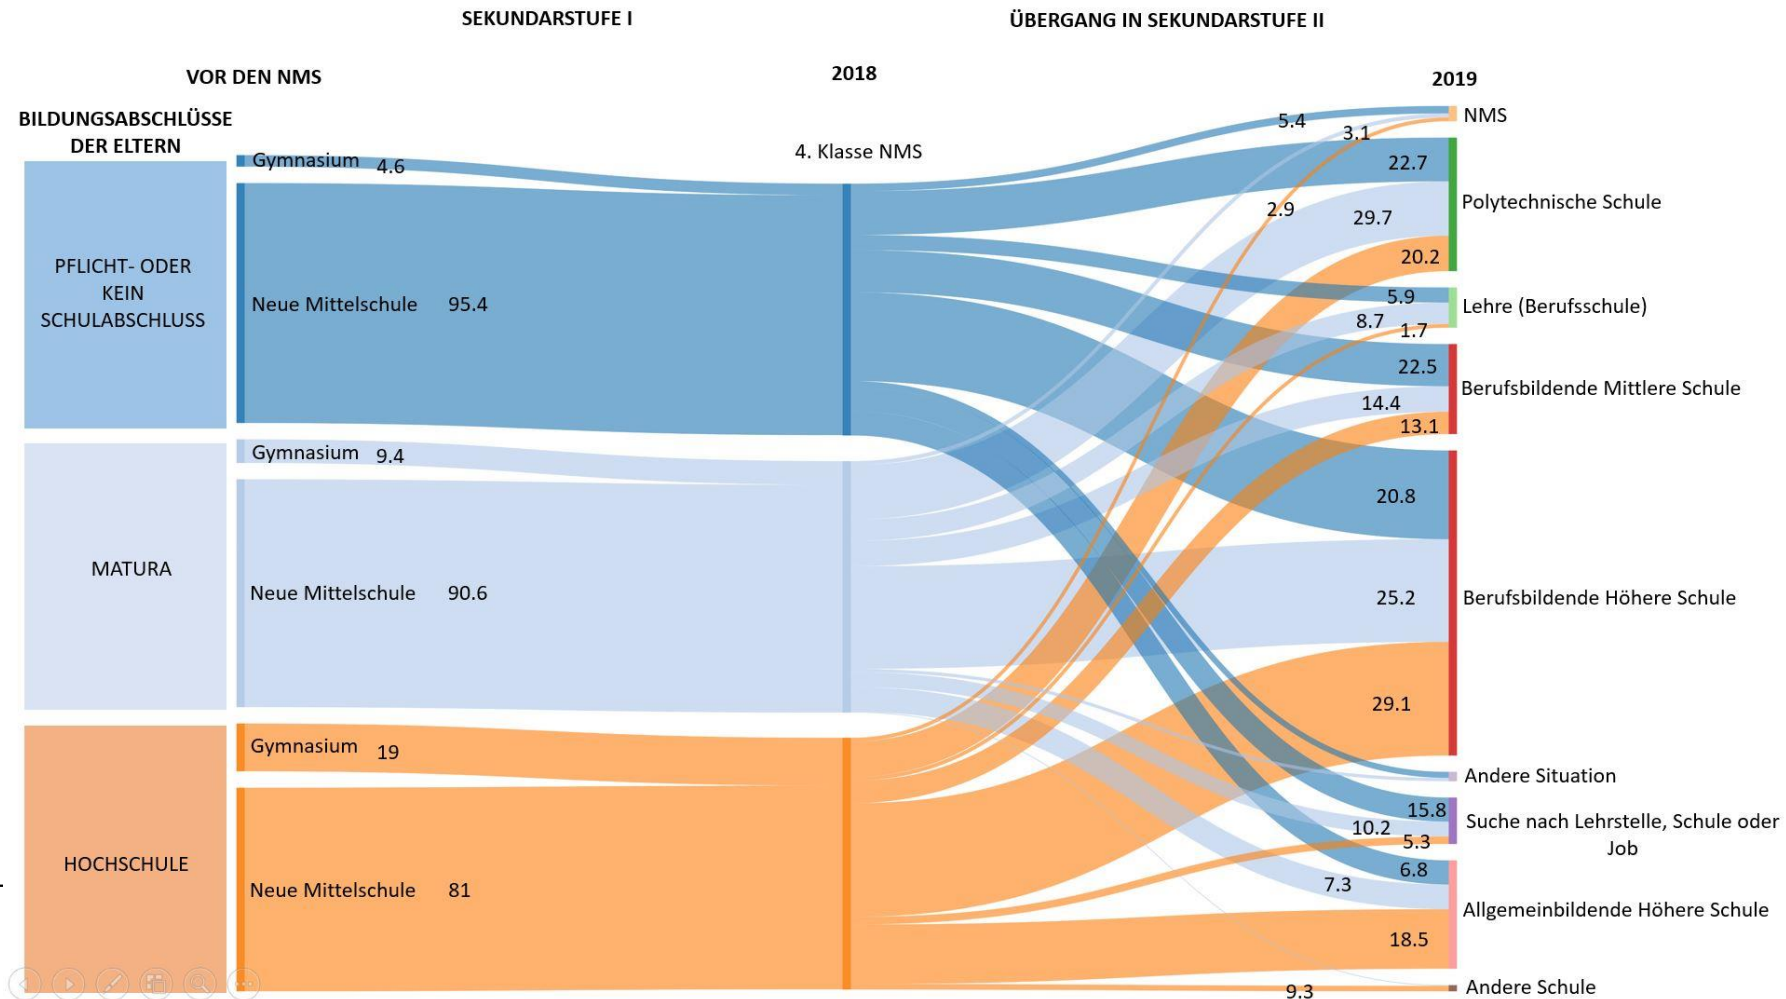 SEKUNDARSTUFE I
ÜBERGANG IN SEKUNDARSTUFE II
VOR DEN NMS
2018
2019
BILDUNGSABSCHLÜSSE
DER ELTERN
4. Klasse NMS
PFLICHT- ODER
KEIN
SCHULABSCHLUSS
Gymnasium 4.6
Neue Mittelschule 95.4
MATURA
Gymnasium 9.4
Neue Mittelschule 90.6
HOCHSCHULE
Gymnasium 19
Neue Mittelschule 81
5.4
3.1
2.9
NMS
22.7
29.7
20.2
Polytechnische Schule
5.9
8.7
1.7
Lehre (Berufsschule)
22.5
14.4
13.1
Berufsbildende Mittlere Schule
20.8
25.2
29.1
Berufsbildende Höhere Schule
Andere Situation
15.8
10.2
5.3
Suche nach Lehrstelle, Schule oder
Job
6.8
7.3
18.5
Allgemeinbildende Höhere Schule
9.3
Andere Schule